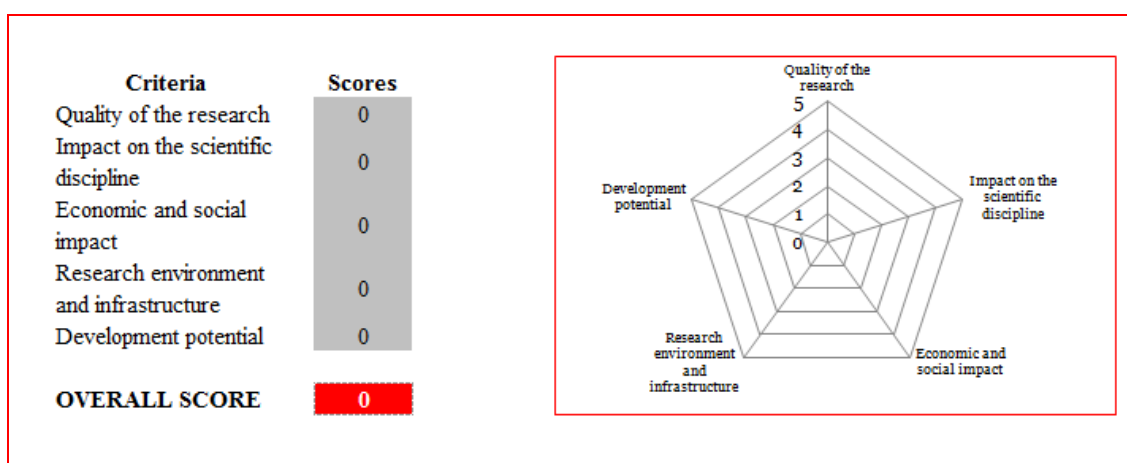 Criteria Scores
Quality of the research 0
Impact on the scientific
discipline
0
Economic and social
impact
0
Research environment
and infrastructure
0
Development potential 0
OVERALL SCORE 0
Quality of the
research
5
4
3
2
1
0
Impact on the
scientific
discipline
Economic and
social impact
Research
environment
and
infrastructure
Development
potential